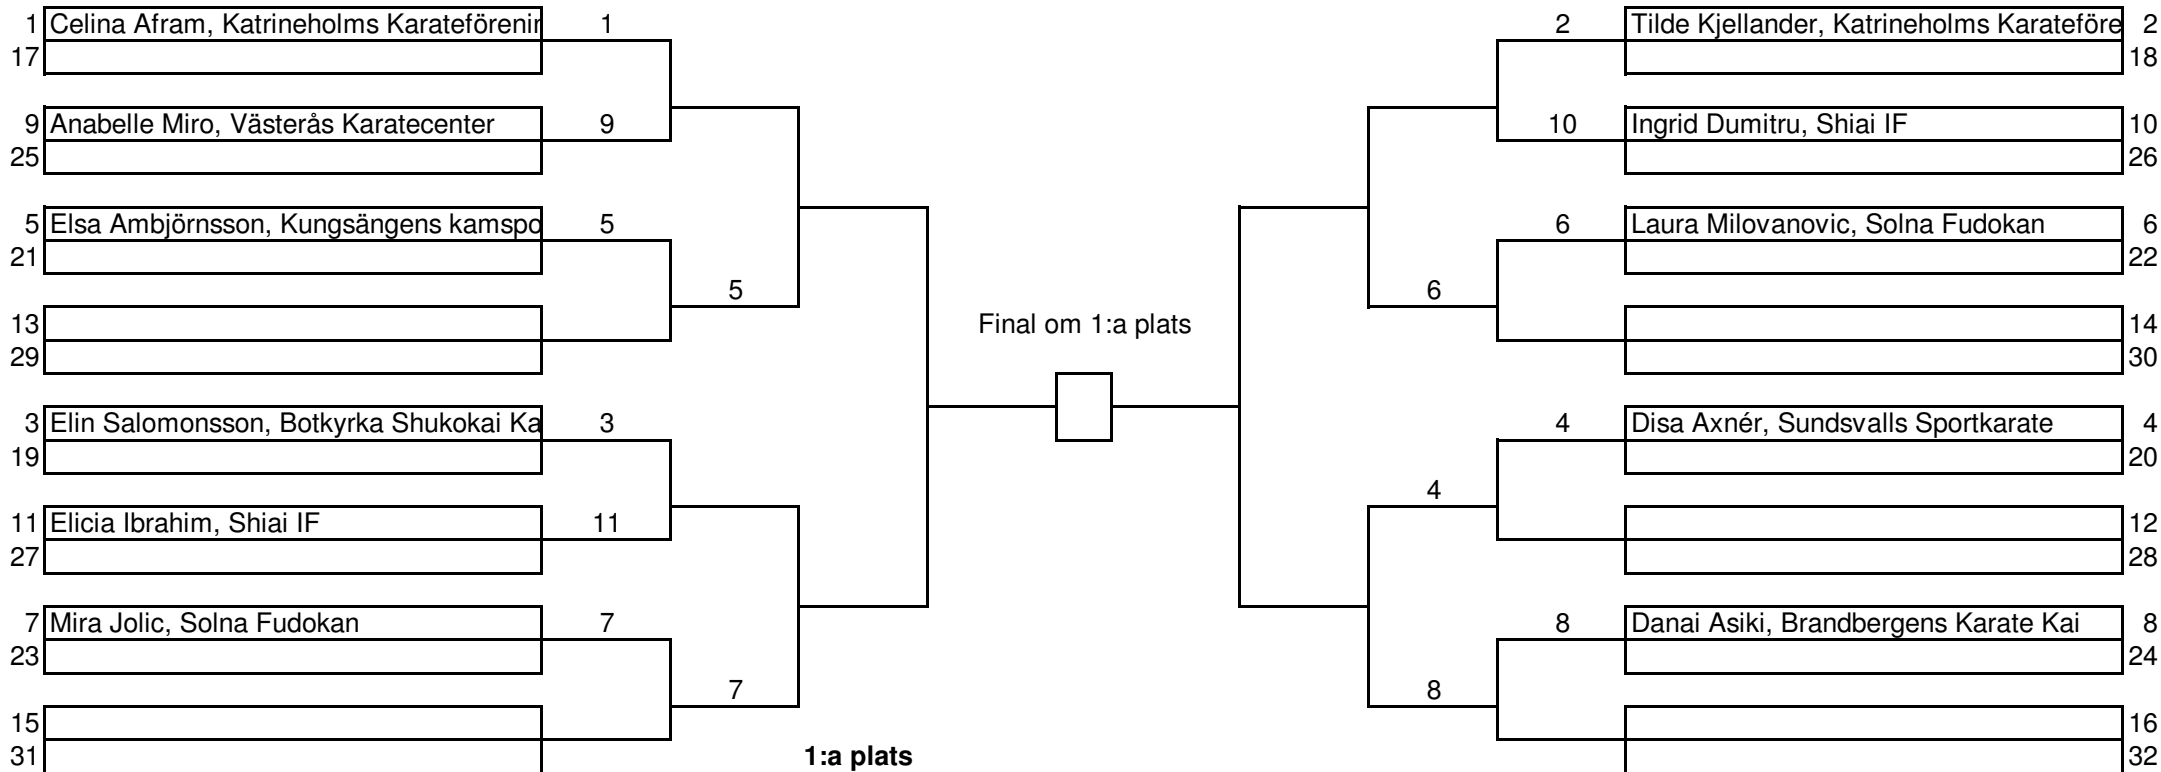 1 Celina Afram, Katrineholms Karateförenin 1 2 Tilde Kjellander, Katrineholms Karateföre 2
17 18
9 Anabelle Miro, Västerås Karatecenter 9 10 Ingrid Dumitru, Shiai IF 10
25 26
5 Elsa Ambjörnsson, Kungsängens kamspo 5 6 Laura Milovanovic, Solna Fudokan 6
21 22
5 6
13 Final om 1:a plats 14
29 30
3 Elin Salomonsson, Botkyrka Shukokai Ka 3 4 Disa Axnér, Sundsvalls Sportkarate 4
19 20
4
11 Elicia Ibrahim, Shiai IF 11 12
27 28
7 Mira Jolic, Solna Fudokan 7 8 Danai Asiki, Brandbergens Karate Kai 8
23 24
7 8
15 16
31 1:a plats 32